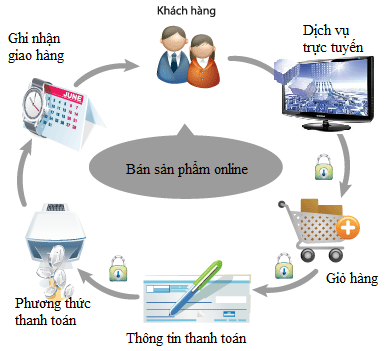 Khách hàng
Dịch vụ
trực tuyến
Ghi nhận
giao hàng
JUNE
Bán sản phẩm online
Giỏ hàng
Phương thức
thanh toán
Thông tin thanh toán